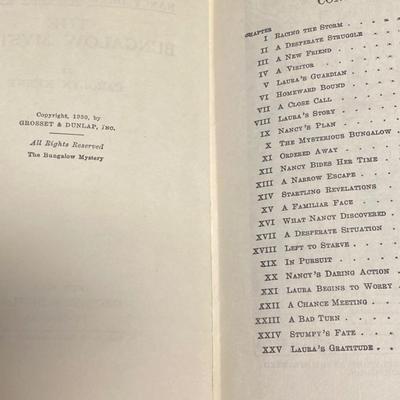 Copyright, 1930, by
GROSSET & DUNLAP, INC.
All Rights Reserved
The Bungalow Mystery
CHAPTER
I RACING THE STORM . . .
II A DESPERATE STRUGGLE . .
III A NEW FRIEND . . . .
IV A VISITOR . . . .
V LAURA'S GUARDIAN . . .
VI HOMEWARD BOUND . . .
VII A CLOSE CALL . . . .
VIII LAURA'S STORY . . . .
IX NANCY'S PLAN . . . .
X THE MYSTERIOUS BUNGALOW .
XI ORDERED AWAY . . . .
XII NANCY BIDES HER TIME . .
XIII A NARROW ESCAPE . . .
XIV STARTLING REVELATIONS . .
XV A FAMILIAR FACE . . .
XVI WHAT NANCY DISCOVERED . .
XVII A DESPERATE SITUATION . .
XVIII LEFT TO STARVE . . . .
XIX IN PURSUIT . . . .
XX NANCY'S DARING ACTION . .
XXI LAURA BEGINS TO WORRY . .
XXII A CHANCE MEETING . . .
XXIII A BAD TURN . . . .
XXIV STUMPY'S FATE . . . .
XXV LAURA'S GRATITUDE . . .